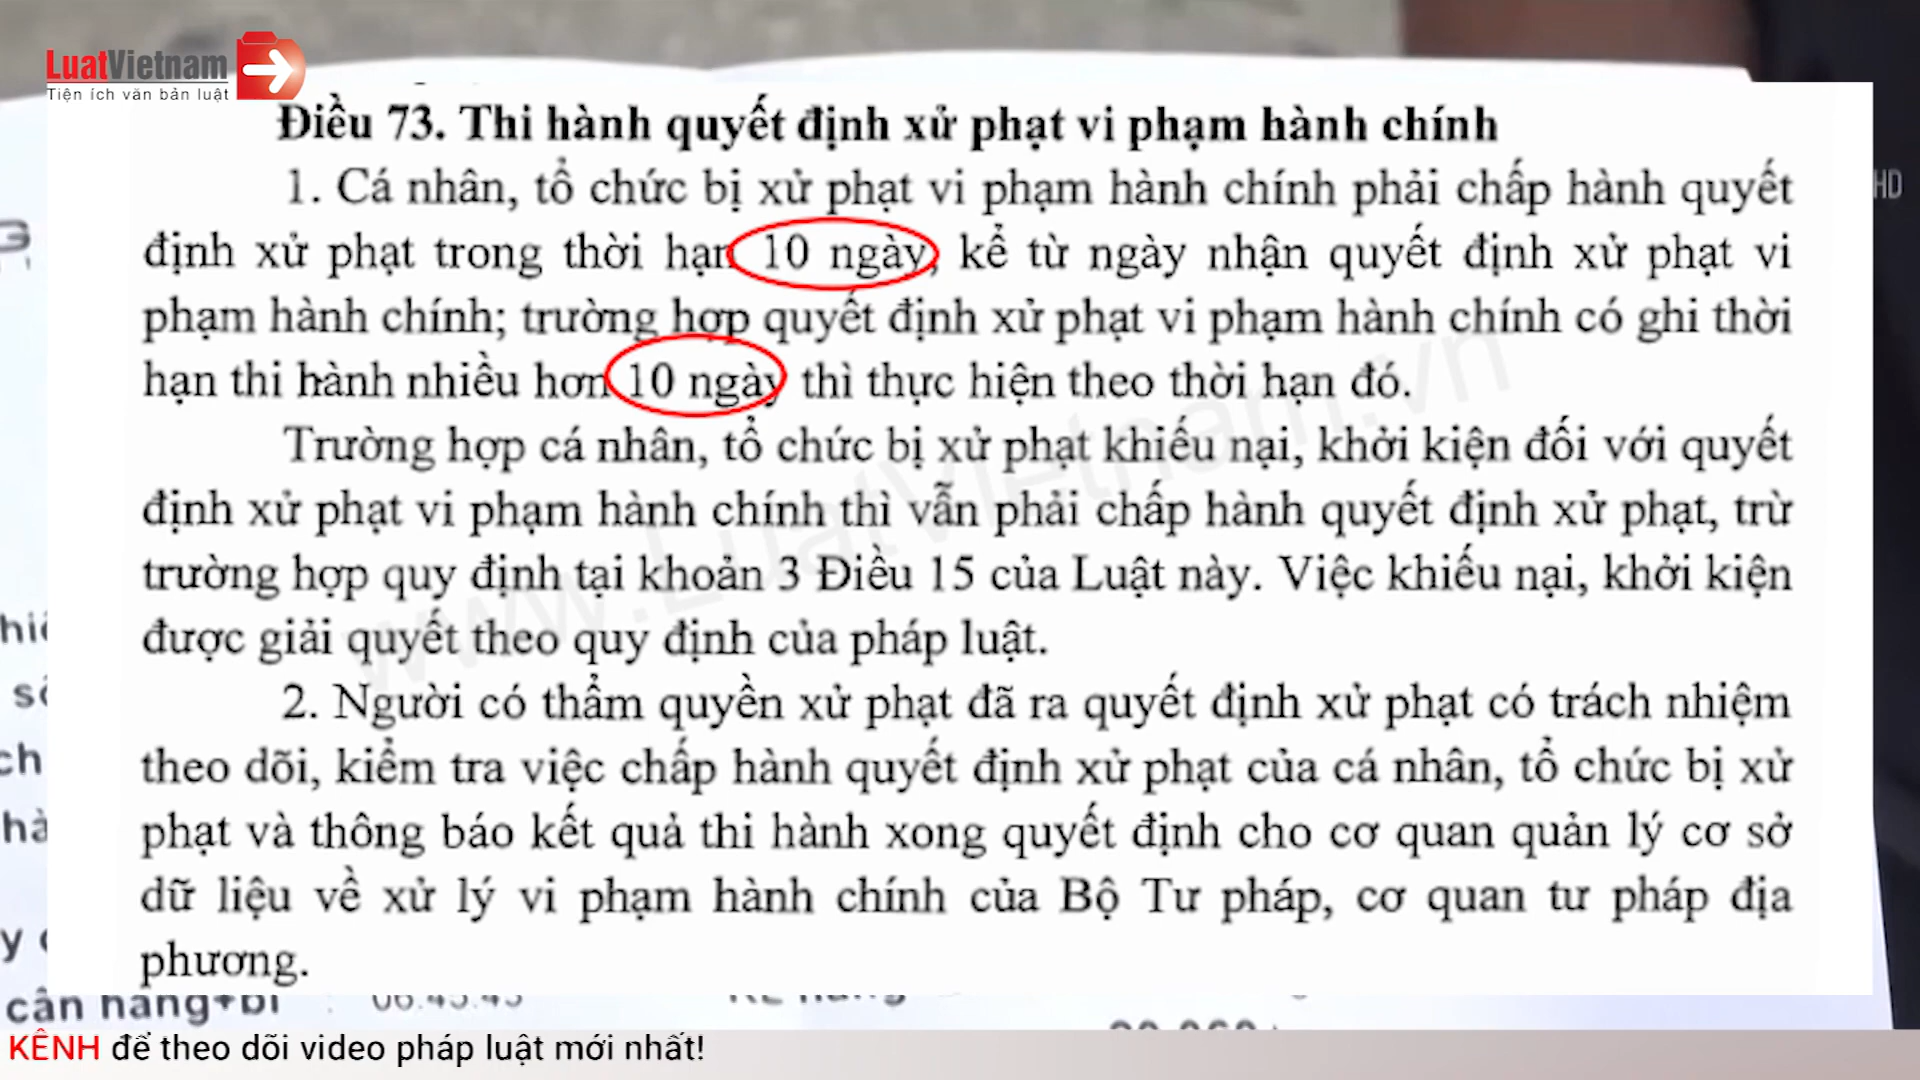 LuatVietnam
Tiện ích văn bản luật
Điều 73. Thi hành quyết định xử phạt vi phạm hành chính
1. Cá nhân, tổ chức bị xử phạt vi phạm hành chính phải chấp hành quyết
định xử phạt trong thời hạn 10 ngày, kể từ ngày nhận quyết định xử phạt vi
phạm hành chính; trường hợp quyết định xử phạt vi phạm hành chính có ghi thời
hạn thi hành nhiều hơn 10 ngày thì thực hiện theo thời hạn đó.
Trường hợp cá nhân, tổ chức bị xử phạt khiếu nại, khởi kiện đối với quyết
định xử phạt vi phạm hành chính thì vẫn phải chấp hành quyết định xử phạt, trừ
trường hợp quy định tại khoản 3 Điều 15 của Luật này. Việc khiếu nại, khởi kiện
được giải quyết theo quy định của pháp luật.
2. Người có thẩm quyền xử phạt đã ra quyết định xử phạt có trách nhiệm
theo dõi, kiểm tra việc chấp hành quyết định xử phạt của cá nhân, tổ chức bị xử
phạt và thông báo kết quả thi hành xong quyết định cho cơ quan quản lý cơ sở
dữ liệu về xử lý vi phạm hành chính của Bộ Tư pháp, cơ quan tư pháp địa
phương.
www.LuatVietnam.vn
HD
KÊNH để theo dõi video pháp luật mới nhất!